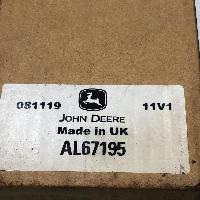 081119 11V1
JOHN DEERE
Made in UK
AL67195